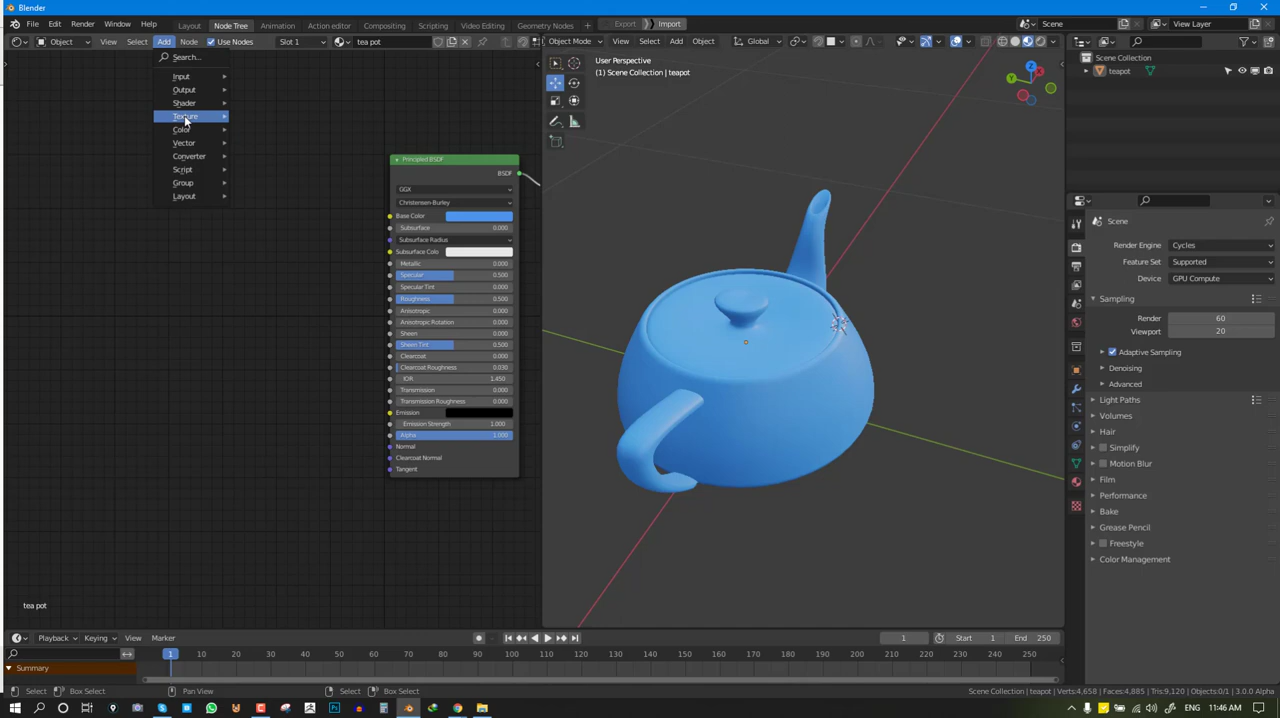 Blender
File Edit Render Window Help Layout Node Tree Animation Action editor Compositing Scripting Video Editing Geometry Nodes + Export Import Scene View Layer
Object View Select Add Node Use Nodes Slot 1 tea pot
Search...
Input
Output
Shader
Texture
Color
Vector
Converter
Script
Group
Layout
Principled BSDF
BSDF
GGX
Christensen-Burley
Base Color
Subsurface 0.000
Subsurface Radius
Subsurface Colo
Metallic 0.000
Specular 0.500
Specular Tint 0.000
Roughness 0.500
Anisotropic 0.000
Anisotropic Rotation 0.000
Sheen 0.000
Sheen Tint 0.500
Clearcoat 0.000
Clearcoat Roughness 0.030
IOR 1.450
Transmission 0.000
Transmission Roughness 0.000
Emission
Emission Strength 1.000
Alpha 1.000
Normal
Clearcoat Normal
Tangent
tea pot
Object Mode View Select Add Object Global
User Perspective
(1) Scene Collection | teapot
Z
X
Y
Scene Collection
teapot
Scene
Render Engine Cycles
Feature Set Supported
Device GPU Compute
Sampling
Render 60
Viewport 20
Adaptive Sampling
Denoising
Advanced
Light Paths
Volumes
Hair
Simplify
Motion Blur
Film
Performance
Bake
Grease Pencil
Freestyle
Color Management
Playback Keying View Marker 1 Start 1 End 250
1 10 20 30 40 50 60 70 80 90 100 110 120 130 140 150 160 170 180 190 200 210 220 230 240 250
Summary
Select Box Select Pan View Select Box Select Scene Collection | teapot | Verts:4,658 | Faces:4,885 | Tris:9,120 | Objects:0/1 | 3.0.0 Alpha
ENG 11:46 AM